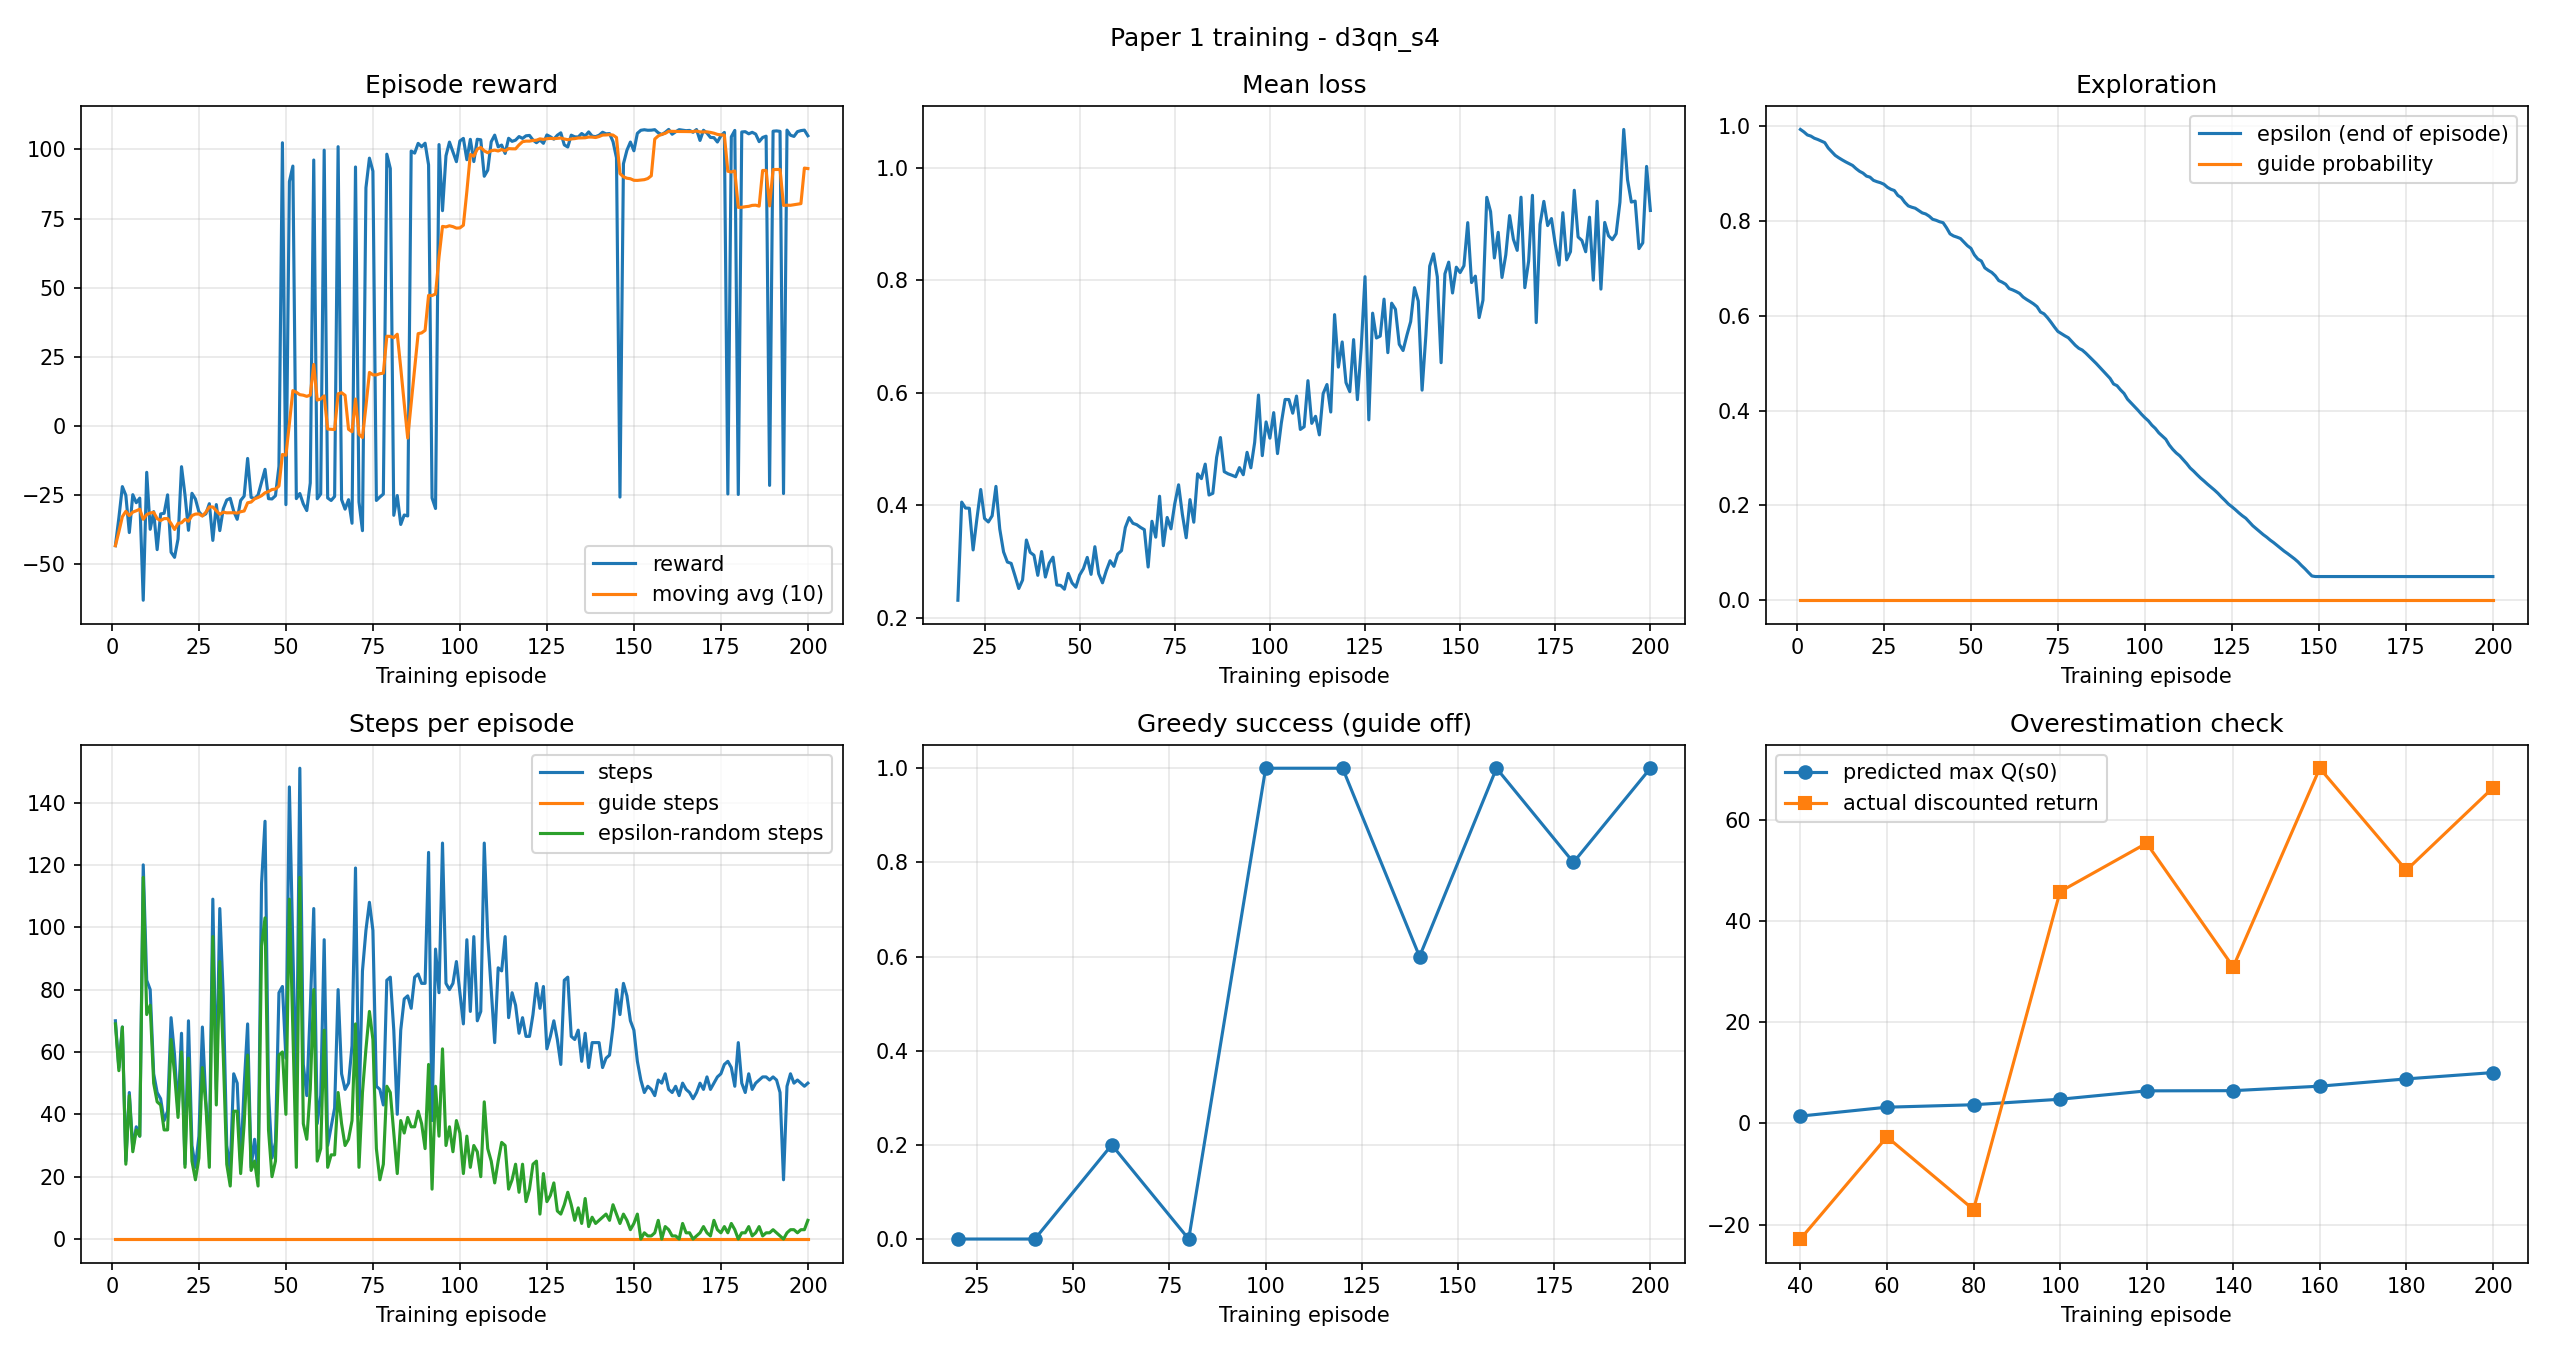 Paper 1 training - d3qn_s4
Episode reward
100
75
50
25
0
−25
−50
reward
moving avg (10)
0 25 50 75 100 125 150 175 200
Training episode
Mean loss
1.0
0.8
0.6
0.4
0.2
25 50 75 100 125 150 175 200
Training episode
Exploration
1.0
0.8
0.6
0.4
0.2
0.0
epsilon (end of episode)
guide probability
0 25 50 75 100 125 150 175 200
Training episode
Steps per episode
140
120
100
80
60
40
20
0
steps
guide steps
epsilon-random steps
0 25 50 75 100 125 150 175 200
Training episode
Greedy success (guide off)
1.0
0.8
0.6
0.4
0.2
0.0
25 50 75 100 125 150 175 200
Training episode
Overestimation check
60
40
20
0
−20
predicted max Q(s0)
actual discounted return
40 60 80 100 120 140 160 180 200
Training episode